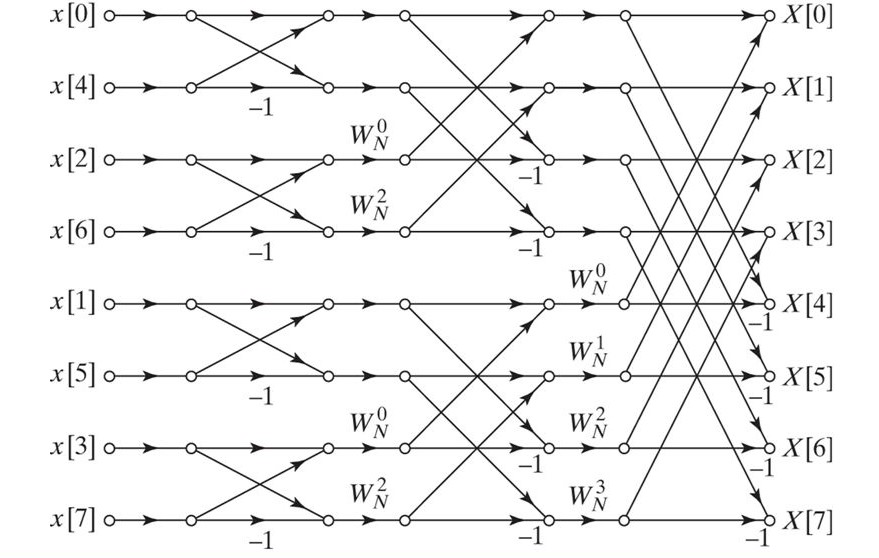 x[0] X[0]
x[4] –1 X[1]
W_N^0
x[2] –1 X[2]
W_N^2
x[6] –1 –1 X[3]
W_N^0
x[1] –1 X[4]
W_N^1
x[5] –1 –1 X[5]
W_N^0 W_N^2
x[3] –1 –1 X[6]
W_N^2 W_N^3
x[7] –1 –1 –1 X[7]